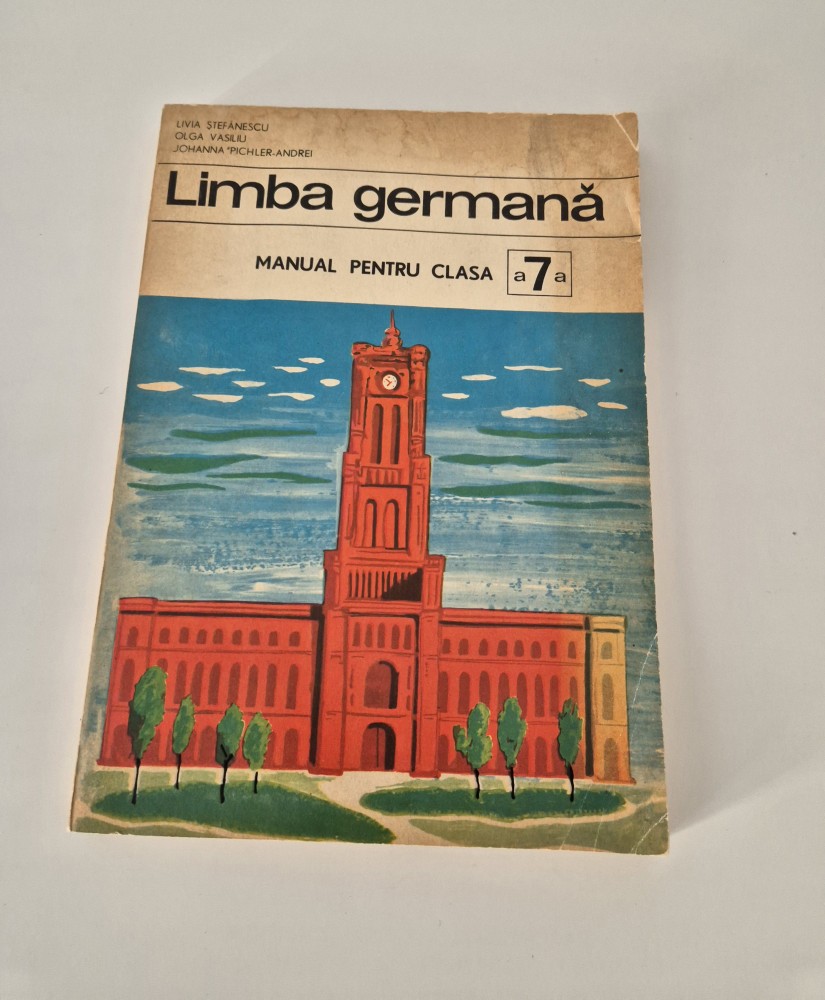 LIVIA ŞTEFĂNESCU
OLGA VASILIU
JOHANNA PICHLER-ANDREI
Limba germană
MANUAL PENTRU CLASA a 7 a